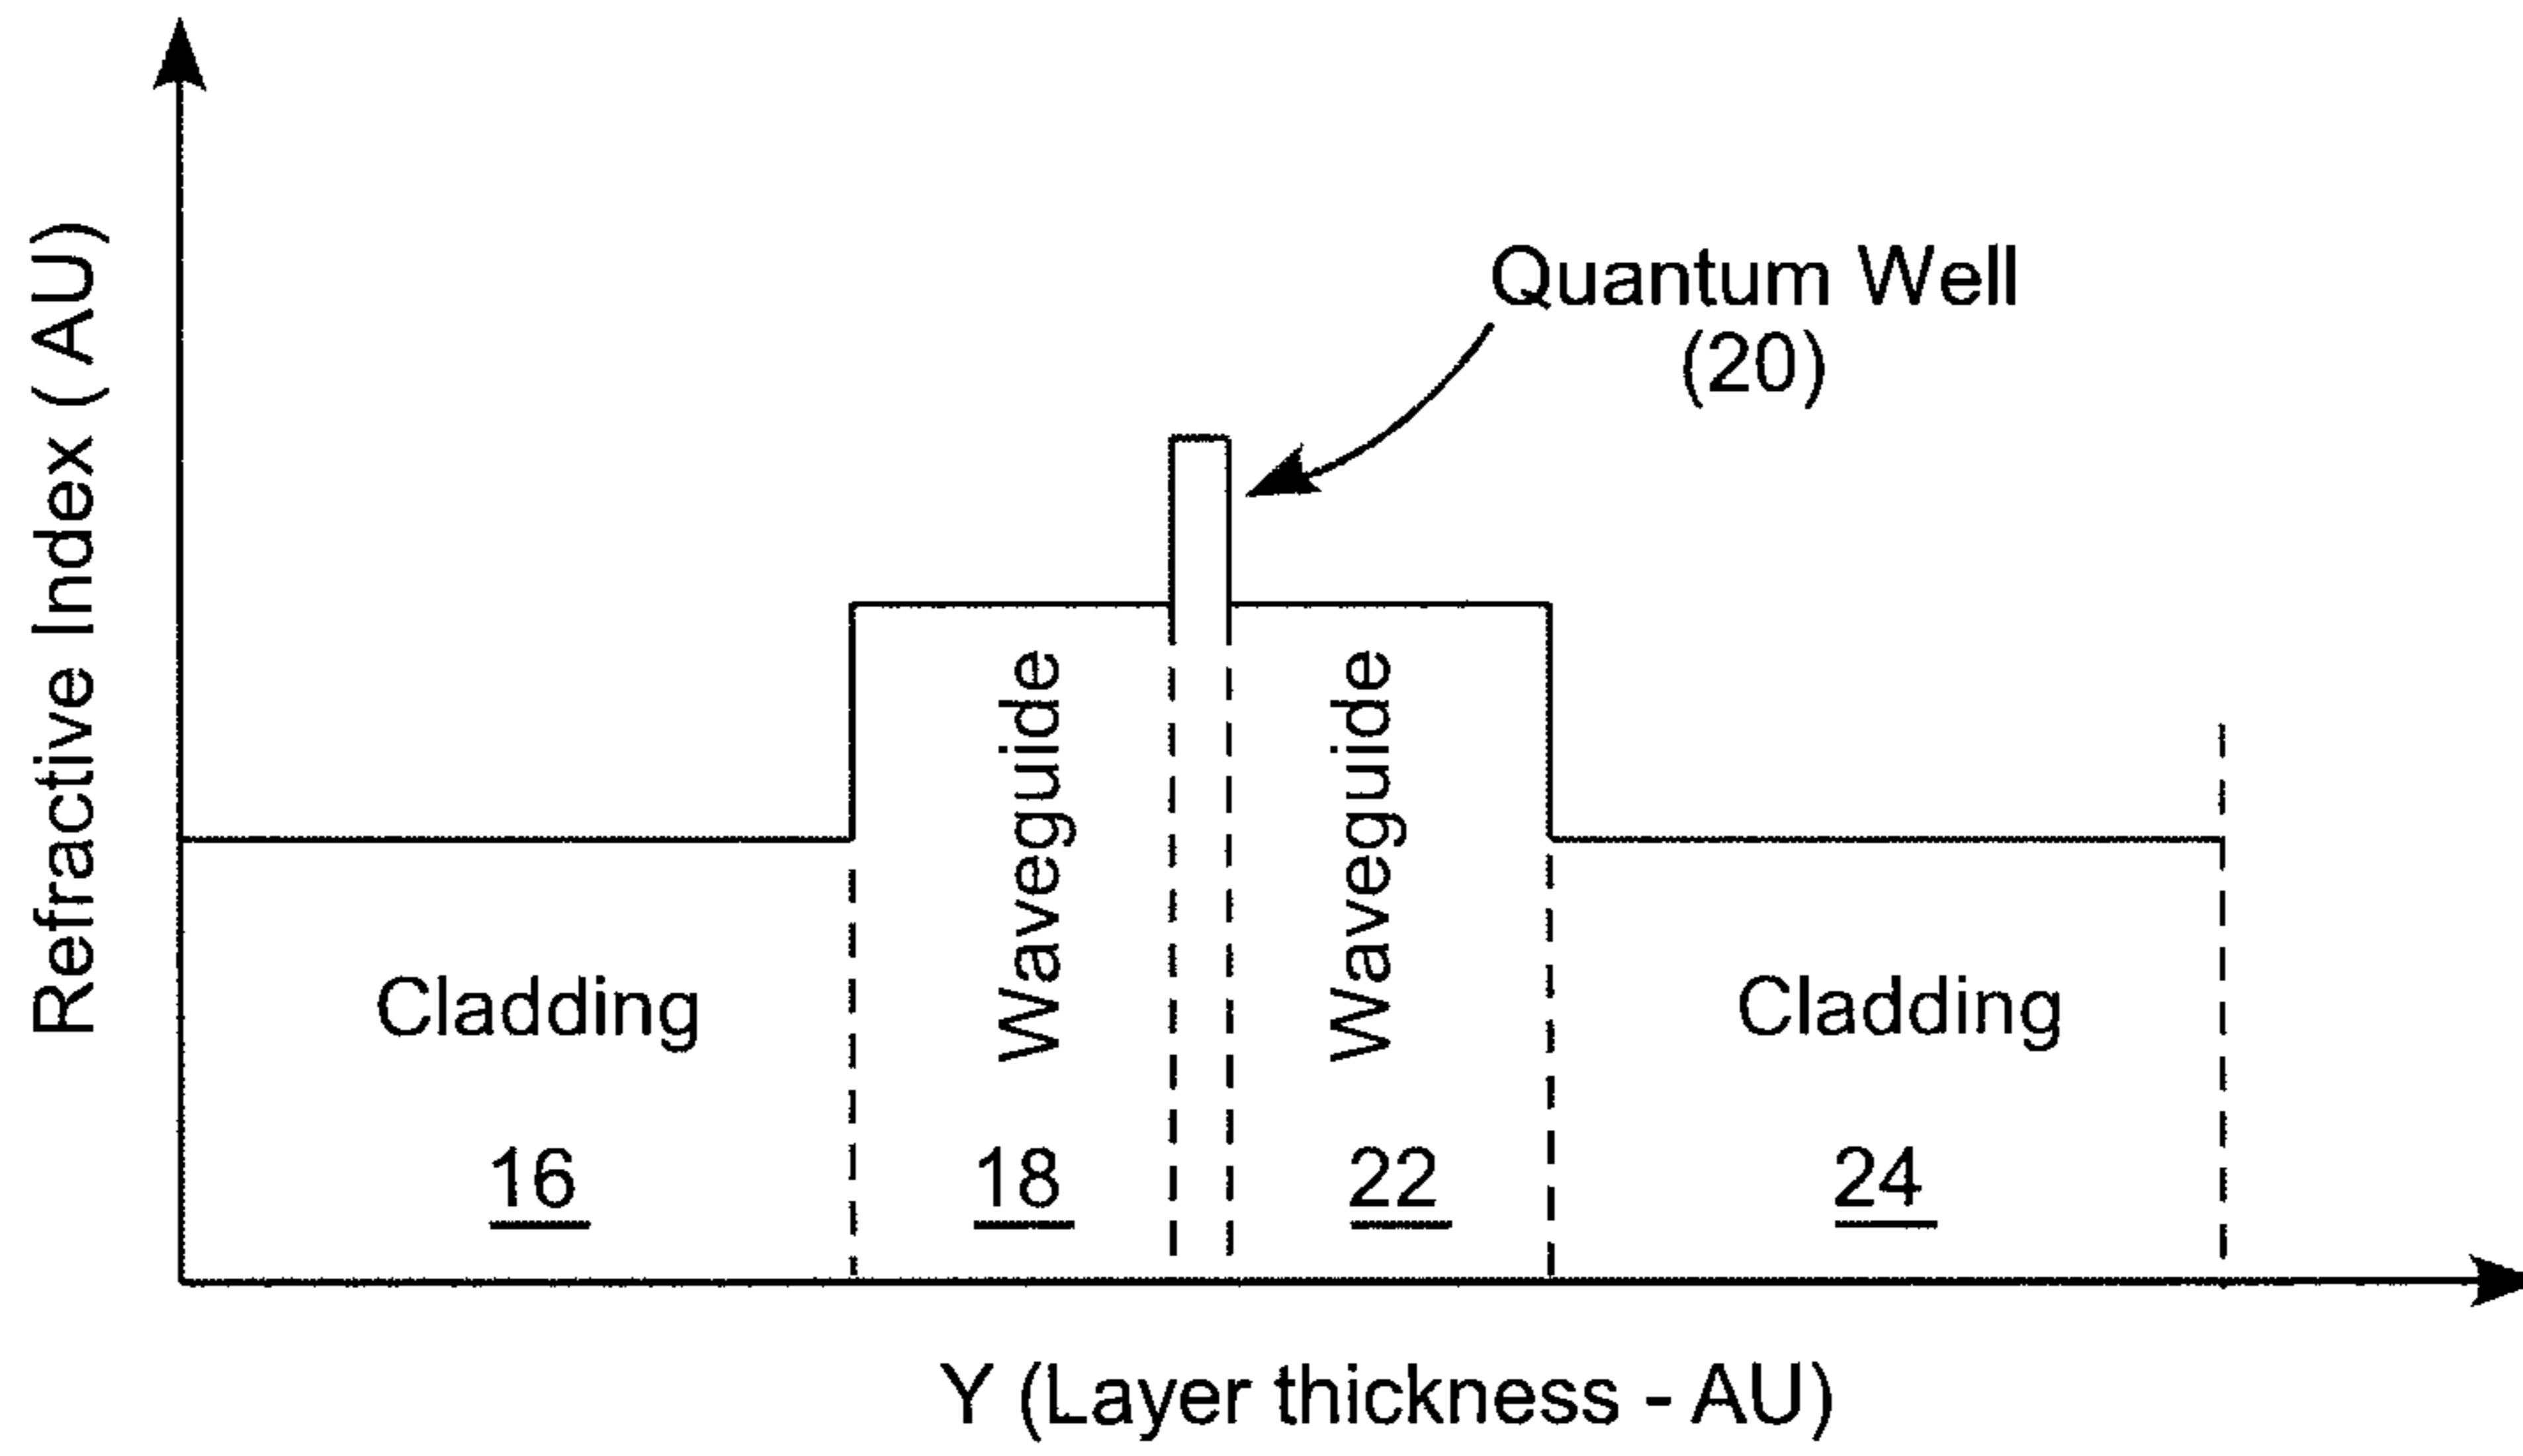 Refractive Index ( AU)
Quantum Well
(20)
Cladding
16
Waveguide
18
Waveguide
22
Cladding
24
Y (Layer thickness - AU)